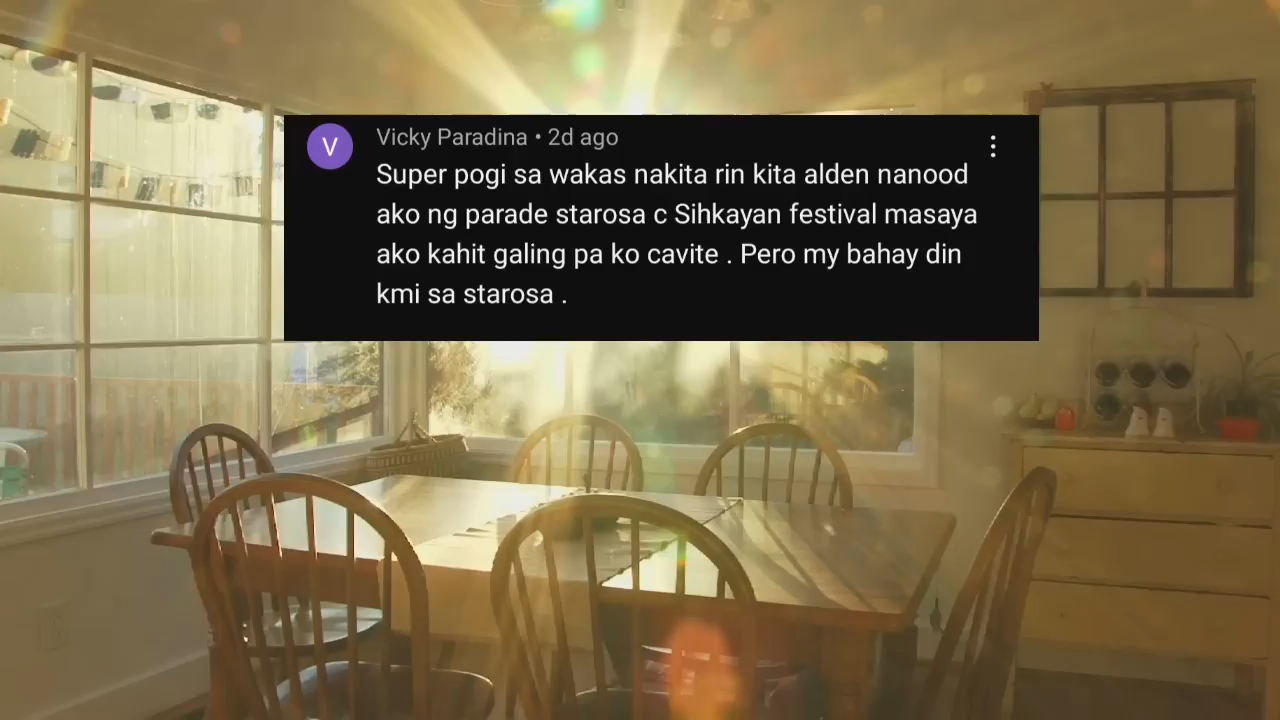 V
Vicky Paradina • 2d ago
Super pogi sa wakas nakita rin kita alden nanood
ako ng parade starosa c Sihkayan festival masaya
ako kahit galing pa ko cavite . Pero my bahay din
kmi sa starosa .